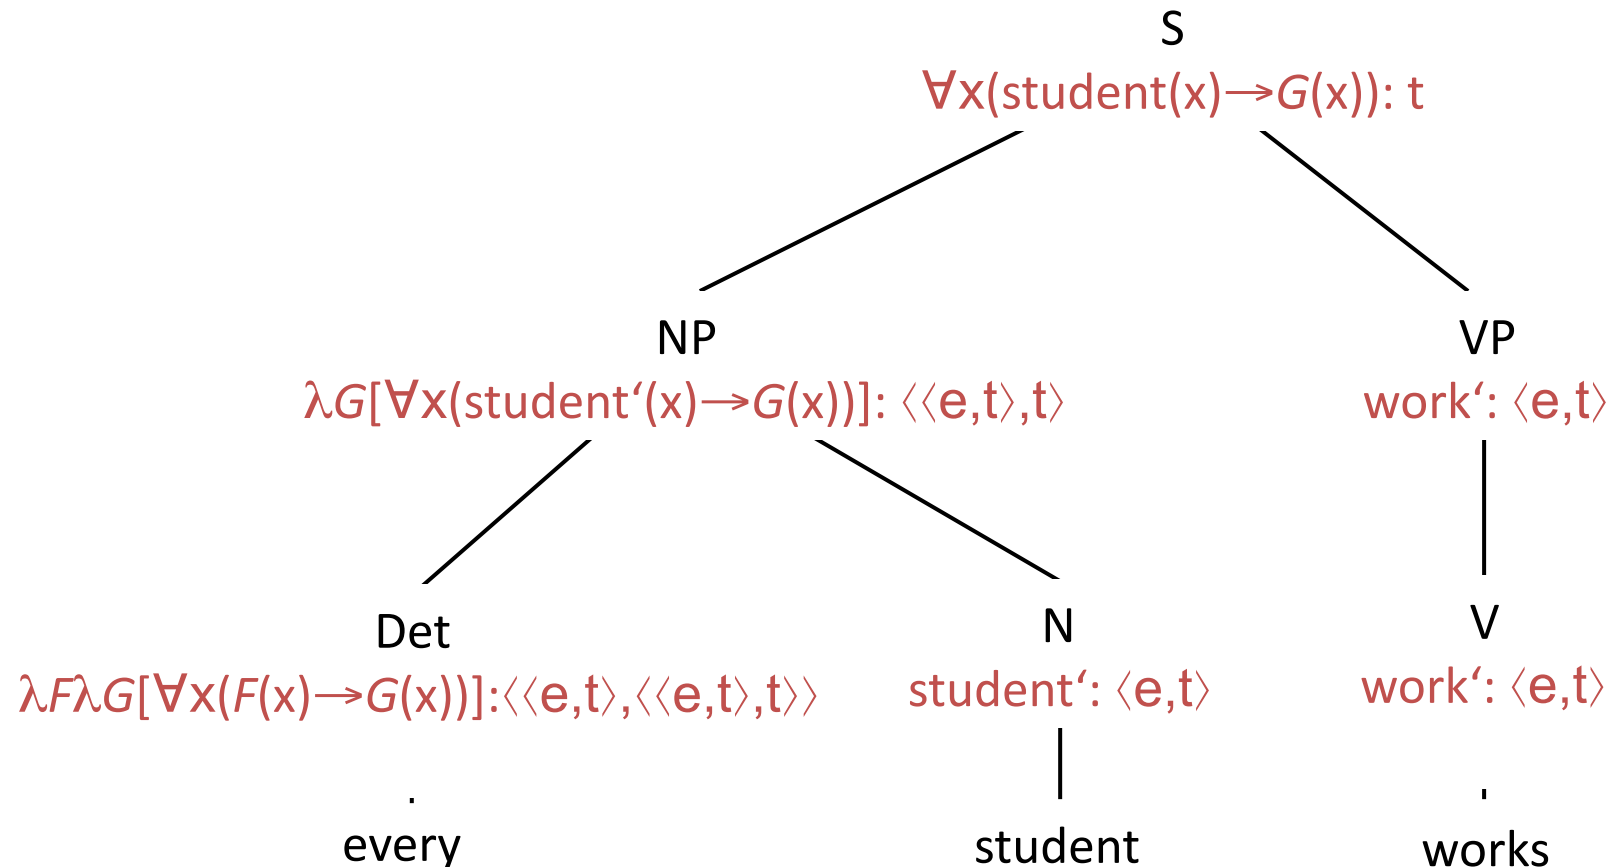 S
∀x(student(x)→G(x)): t
NP VP
λG[∀x(student‘(x)→G(x))]: ⟨⟨e,t⟩,t⟩ work‘: ⟨e,t⟩
Det N V
λFλG[∀x(F(x)→G(x))]:⟨⟨e,t⟩,⟨⟨e,t⟩,t⟩⟩ student‘: ⟨e,t⟩ work‘: ⟨e,t⟩
every student works